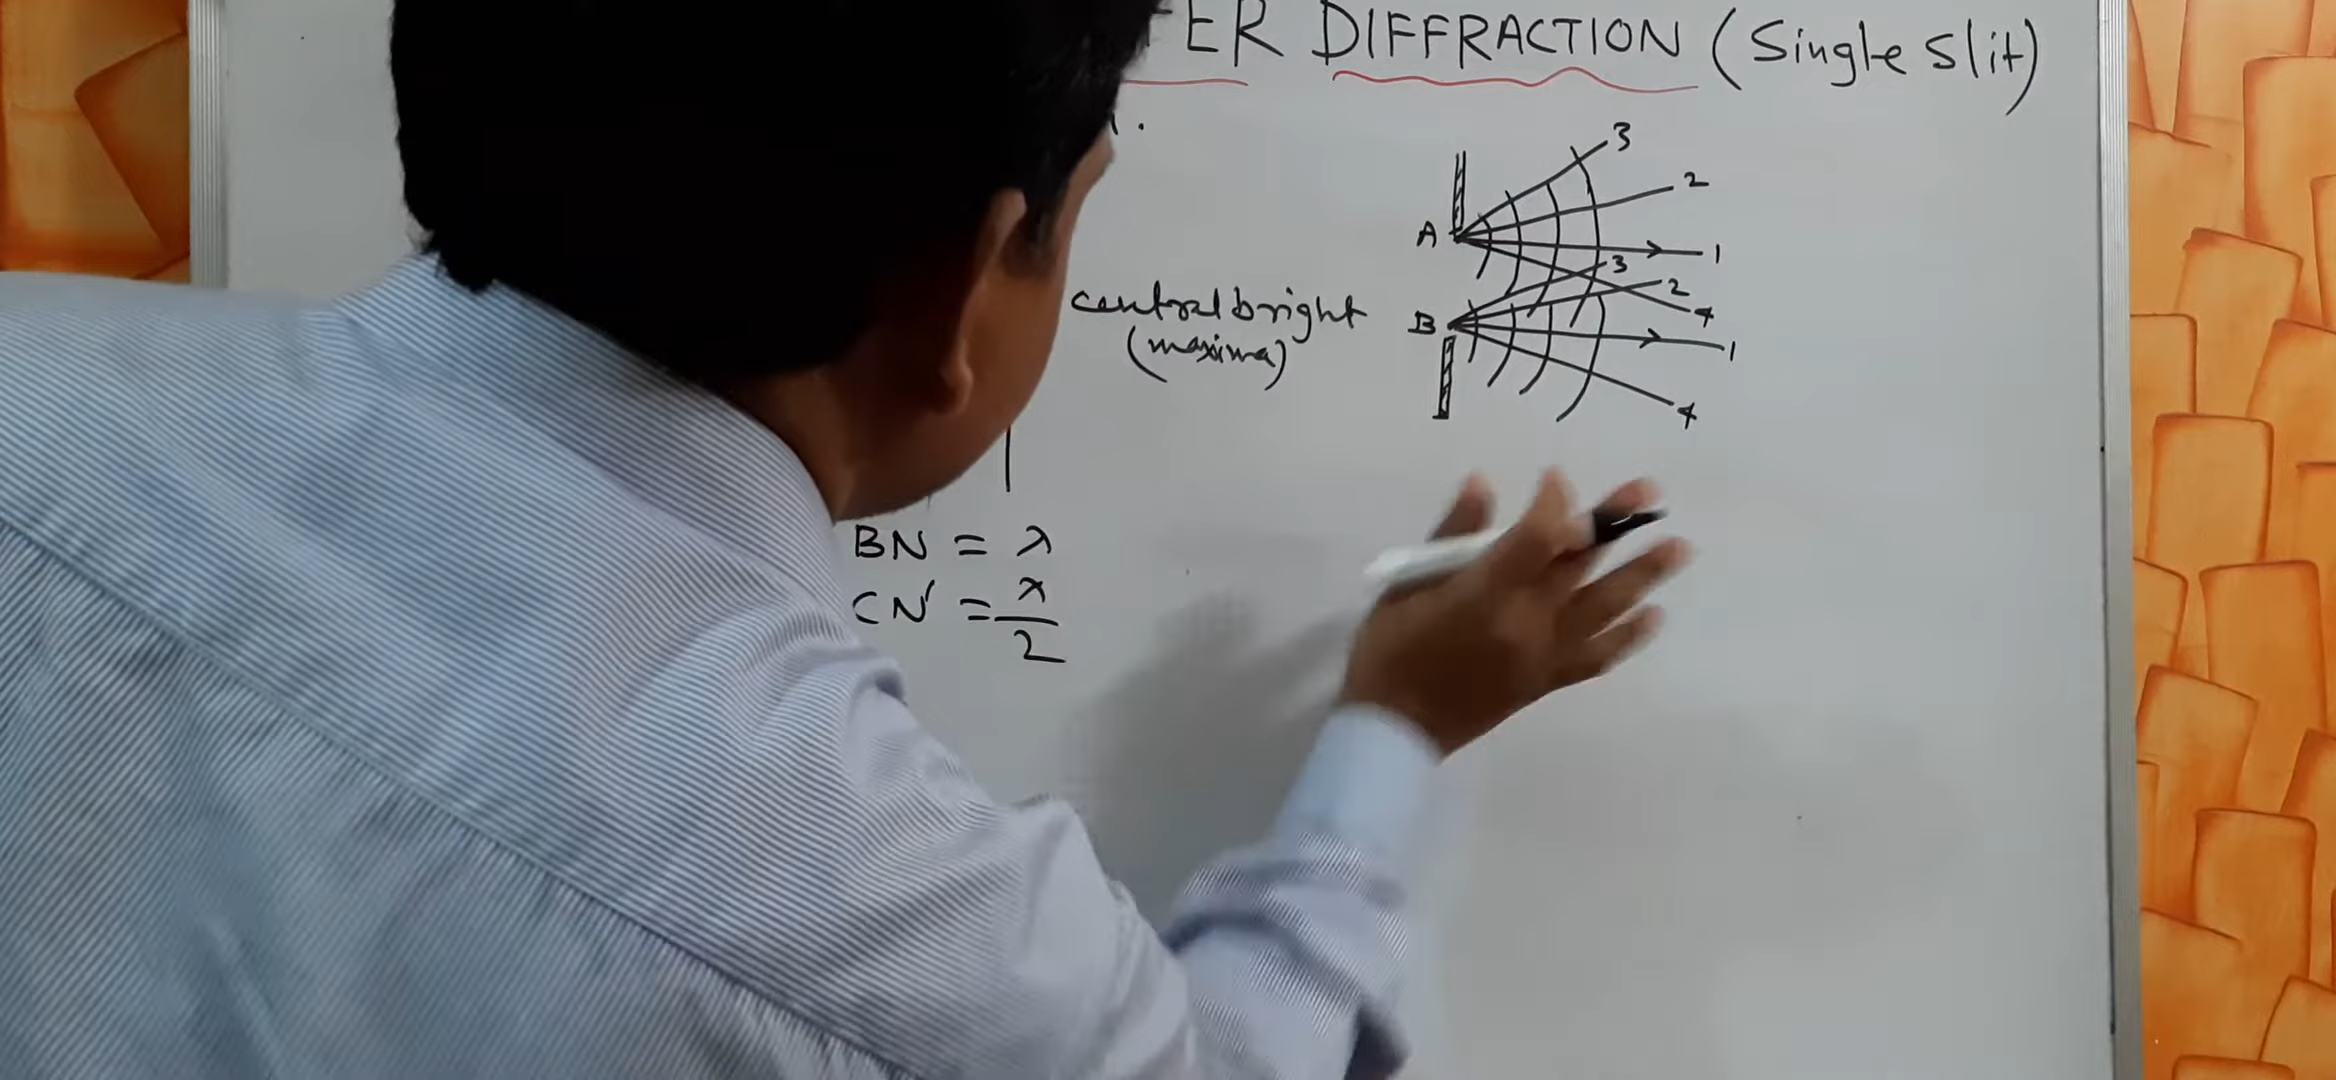 ER DIFFRACTION (Single slit)
3
2
A
1
3
2
central bright
4
B
(maxima)
1
4
BN = λ
CN' = λ/2